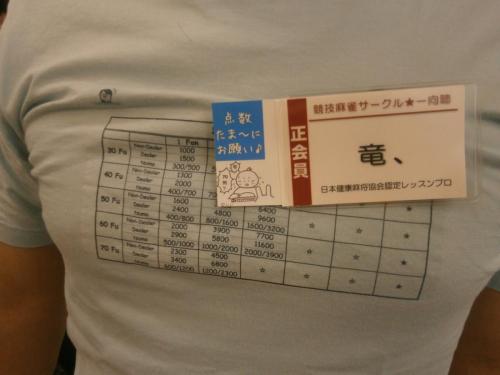 点数
たま〜に
お願い♪
正会員
競技麻雀サークル★一向聴
竜、
日本健康麻将協会認定レッスンプロ
1 Fan
30 Fu Non-Dealer 1000
Dealer 1500
Tsumo 300/500
40 Fu Non-Dealer 1300
Dealer 2000
Tsumo 400/700
50 Fu Non-Dealer 1600
Dealer 2400 4800 9600
Tsumo 400/800 800/1600 1600/3200
60 Fu Non-Dealer 2000 3900 7700
Dealer 2900 5800 11600
Tsumo 500/1000 1000/2000 2000/3900
70 Fu Non-Dealer 2300 4500
Dealer 3400 6800
Tsumo 600/1200 1200/2300